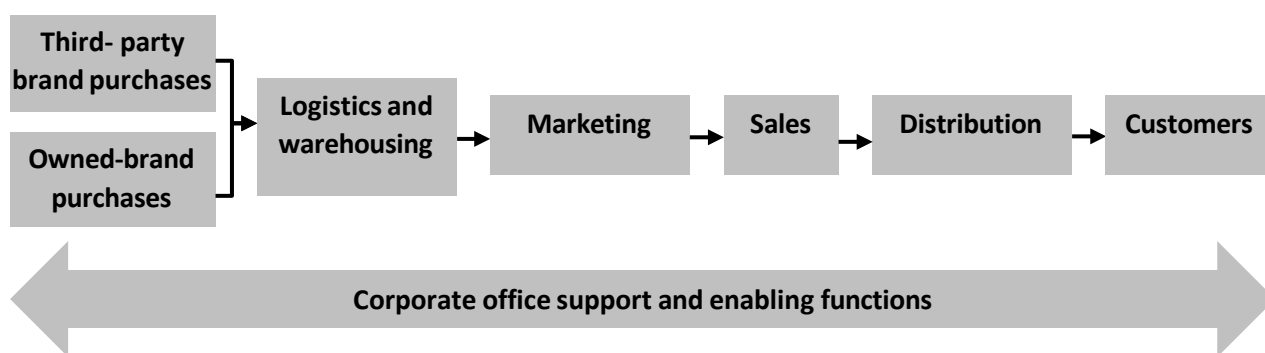 Third- party
brand purchases
Owned-brand
purchases
Logistics and
warehousing
Marketing
Sales
Distribution
Customers
Corporate office support and enabling functions